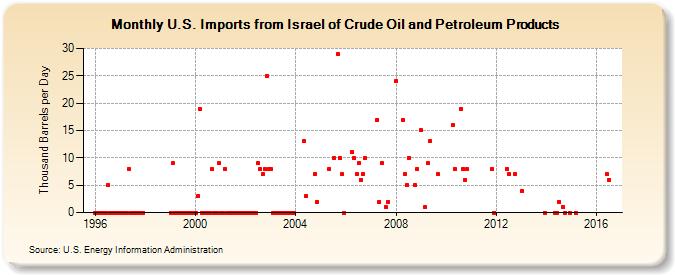 Monthly U.S. Imports from Israel of Crude Oil and Petroleum Products
Thousand Barrels per Day
30
25
20
15
10
5
0
1996 2000 2004 2008 2012 2016
Source: U.S. Energy Information Administration